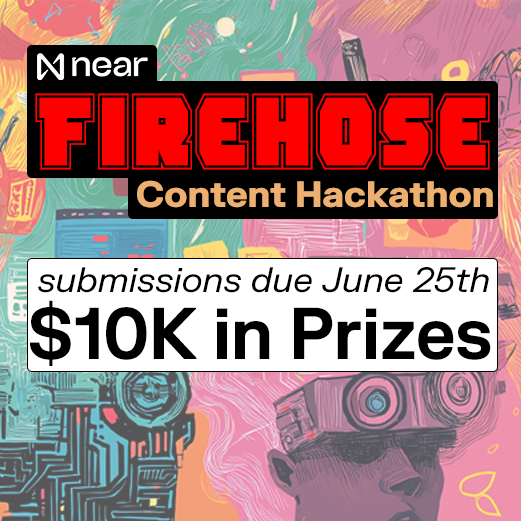 near
FIREHOSE
Content Hackathon
submissions due June 25th
$10K in Prizes